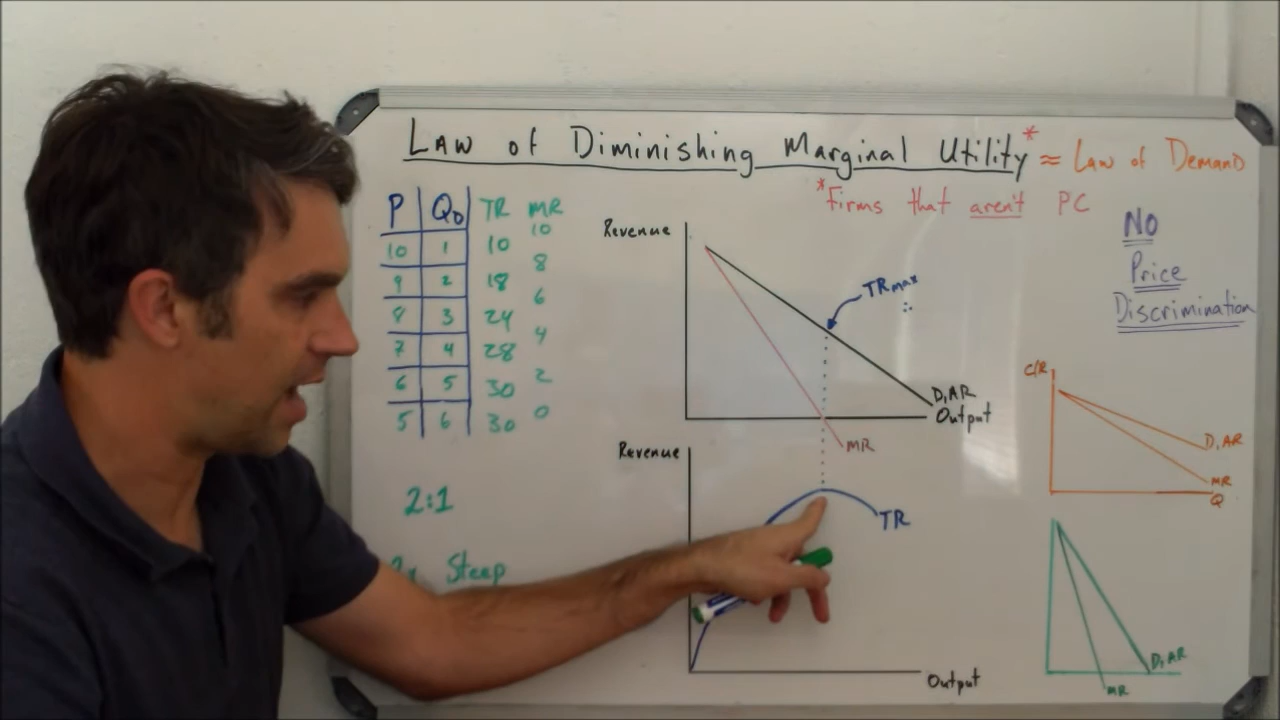 Law of Diminishing Marginal Utility* ≈ Law of Demand
*Firms that aren't PC
No
Price
Discrimination
P QD TR MR
10 1 10 10
9 2 18 8
8 3 24 6
7 4 28 4
6 5 30 2
5 6 30 0
2:1
Steep
Revenue
TRmax
D, AR
Output
MR
Revenue
TR
Output
C/R
D, AR
MR
Q
D, AR
MR